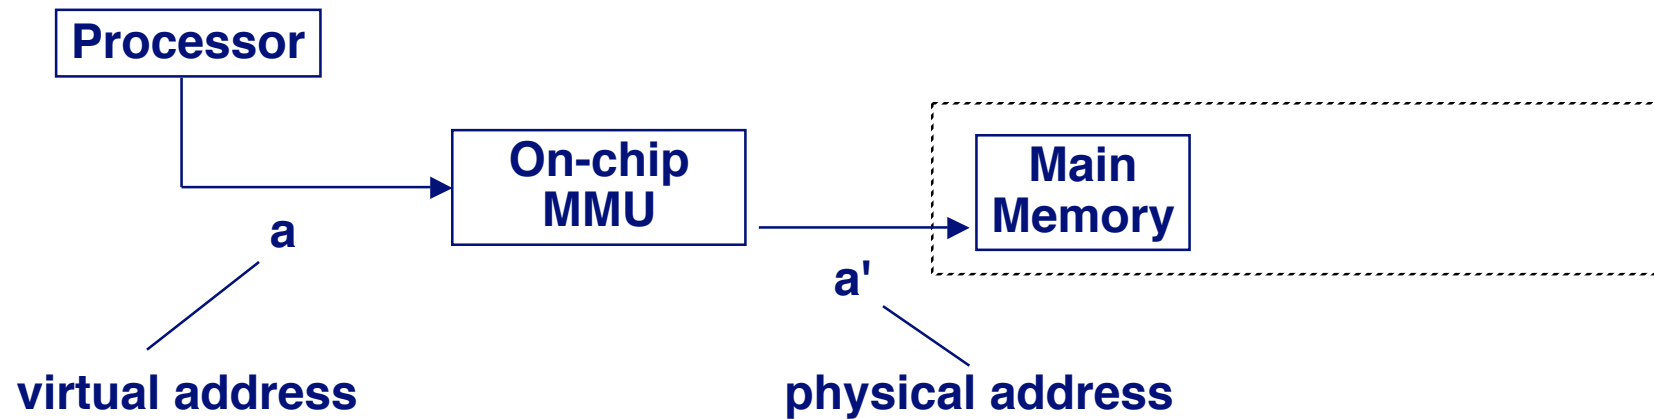 Processor
On-chip
MMU
Main
Memory
a
a'
virtual address
physical address